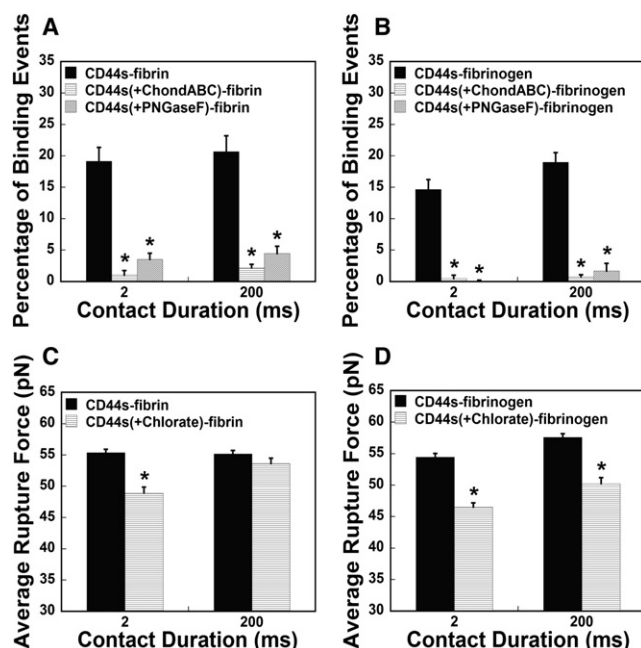 A
Percentage of Binding Events
35
30
25
20
15
10
5
0
CD44s-fibrin
CD44s(+ChondABC)-fibrin
CD44s(+PNGaseF)-fibrin
* *
* *
2 200
Contact Duration (ms)
B
Percentage of Binding Events
35
30
25
20
15
10
5
0
CD44s-fibrinogen
CD44s(+ChondABC)-fibrinogen
CD44s(+PNGaseF)-fibrinogen
* *
* *
2 200
Contact Duration (ms)
C
Average Rupture Force (pN)
65
60
55
50
45
40
35
30
CD44s-fibrin
CD44s(+Chlorate)-fibrin
*
2 200
Contact Duration (ms)
D
Average Rupture Force (pN)
65
60
55
50
45
40
35
30
CD44s-fibrinogen
CD44s(+Chlorate)-fibrinogen
*
*
2 200
Contact Duration (ms)